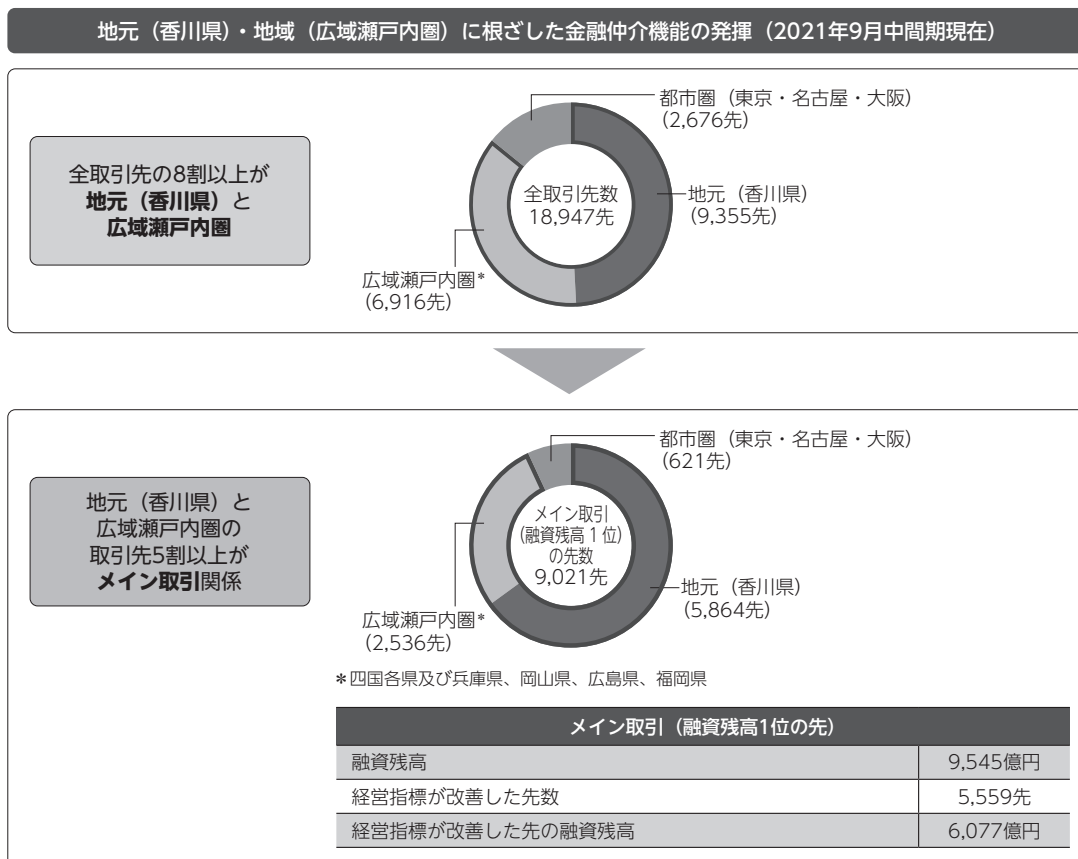 地元（香川県）・地域（広域瀬戸内圏）に根ざした金融仲介機能の発揮（2021年9月中間期現在）
全取引先の8割以上が
地元（香川県）と
広域瀬戸内圏
都市圏（東京・名古屋・大阪）
（2,676先）
全取引先数
18,947先
地元（香川県）
（9,355先）
広域瀬戸内圏*
（6,916先）
地元（香川県）と
広域瀬戸内圏の
取引先5割以上が
メイン取引関係
都市圏（東京・名古屋・大阪）
（621先）
メイン取引
（融資残高１位）
の先数
9,021先
地元（香川県）
（5,864先）
広域瀬戸内圏*
（2,536先）
*四国各県及び兵庫県、岡山県、広島県、福岡県
メイン取引（融資残高1位の先）
融資残高 9,545億円
経営指標が改善した先数 5,559先
経営指標が改善した先の融資残高 6,077億円